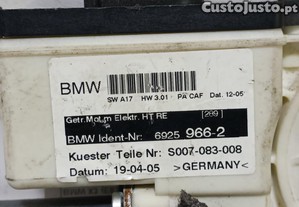 CustoJusto.pt
BMW SW A17 HW 3.01 PA CAF Dat. 12-05
Getr.Mot.m Elektr. HT RE [299]
BMW Ident-Nr: 6925 966-2
Kuester Teile Nr: S007-083-008
Datum: 19-04-05 >GERMANY<